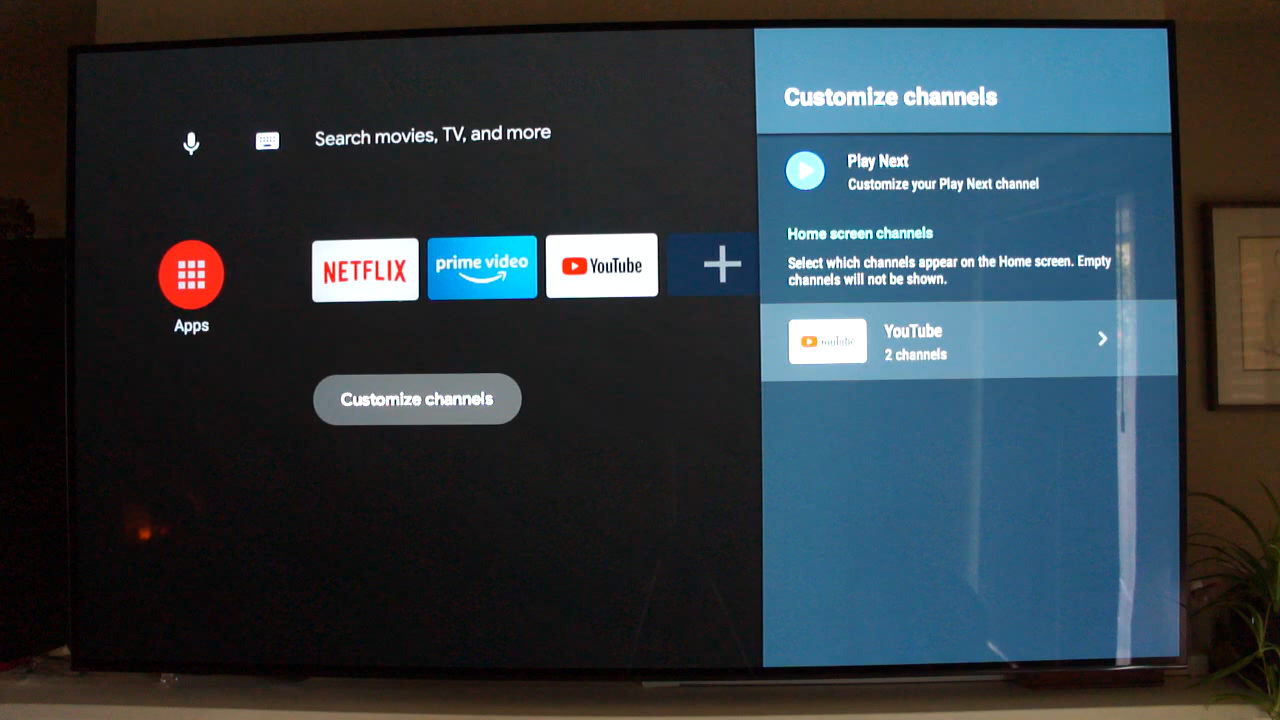 Search movies, TV, and more
NETFLIX
prime video
YouTube
Apps
Customize channels
Customize channels
Play Next
Customize your Play Next channel
Home screen channels
Select which channels appear on the Home screen. Empty
channels will not be shown.
YouTube
YouTube
2 channels